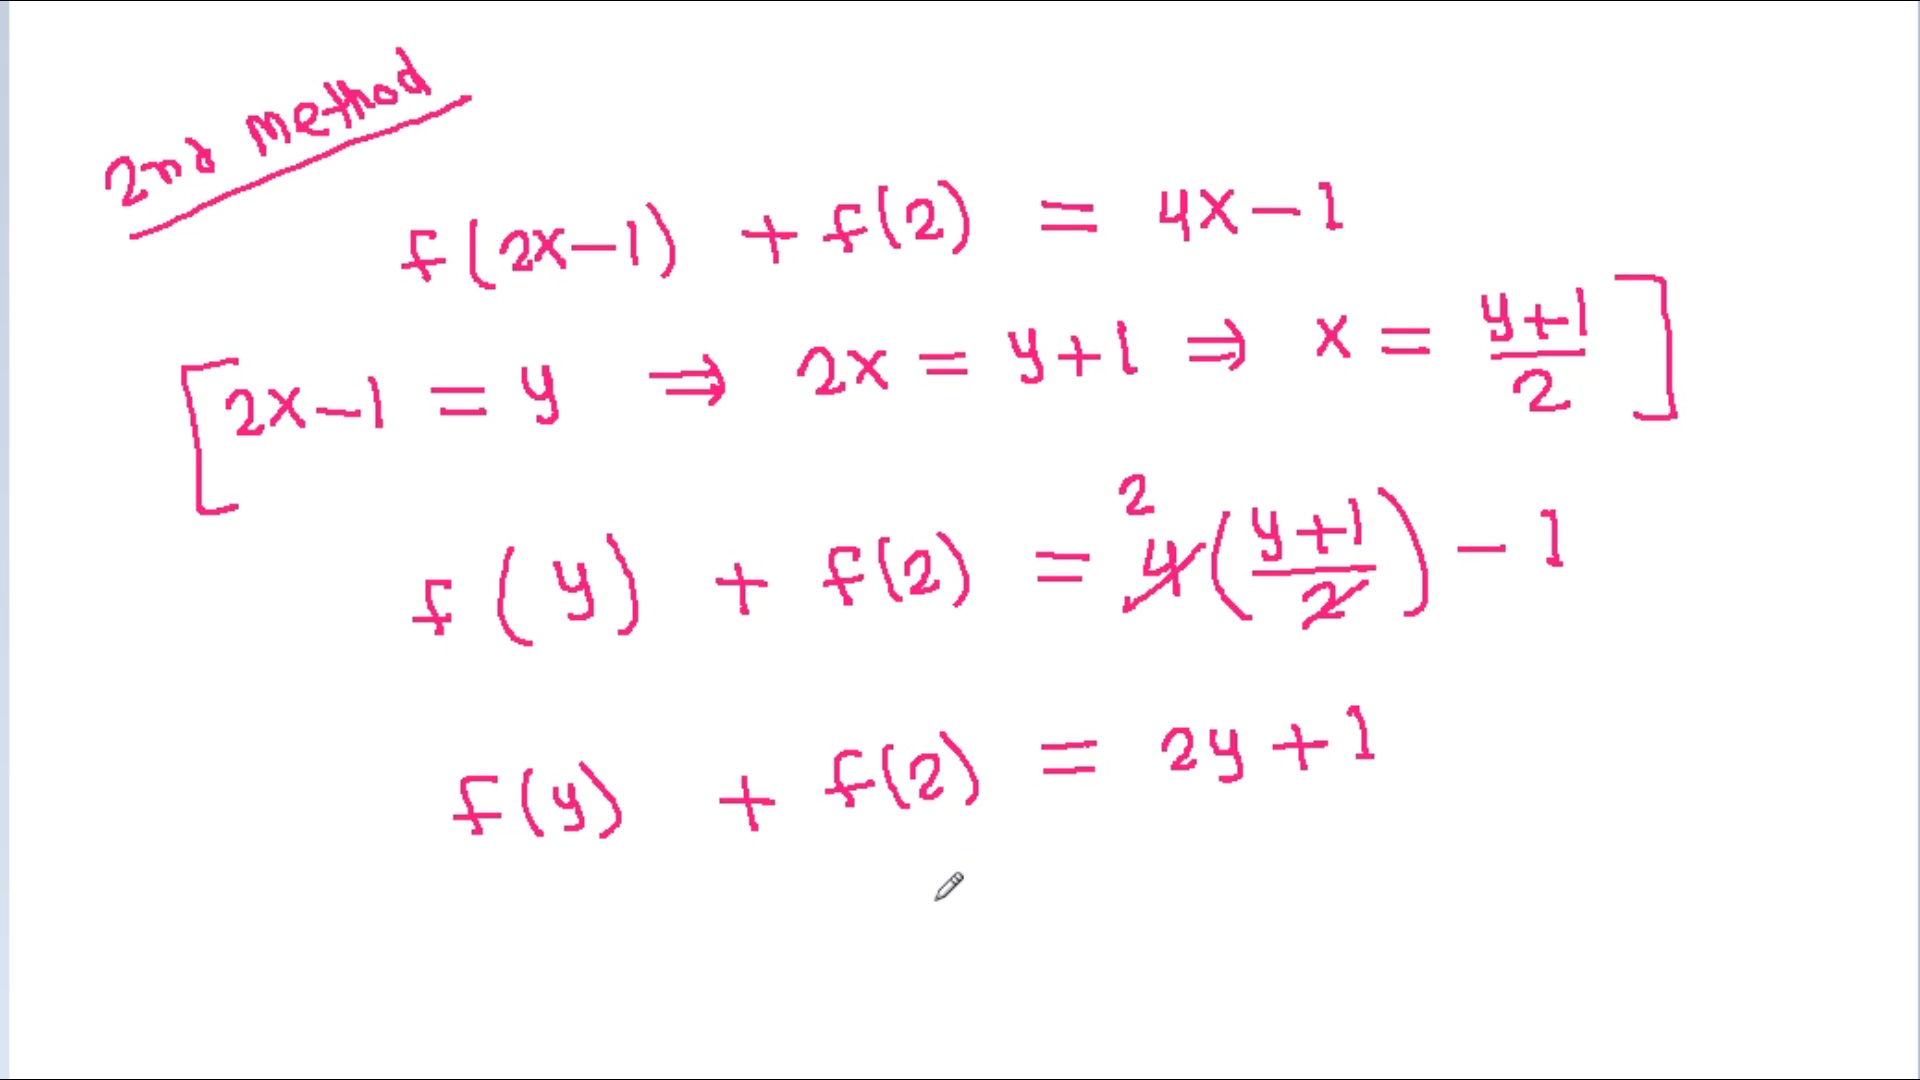 2nd Method
f(2x-1) + f(2) = 4x-1
[2x-1 = y ⇒ 2x = y+1 ⇒ x = y+1/2]
f(y) + f(2) = 2 4(y+1/2) - 1
f(y) + f(2) = 2y+1